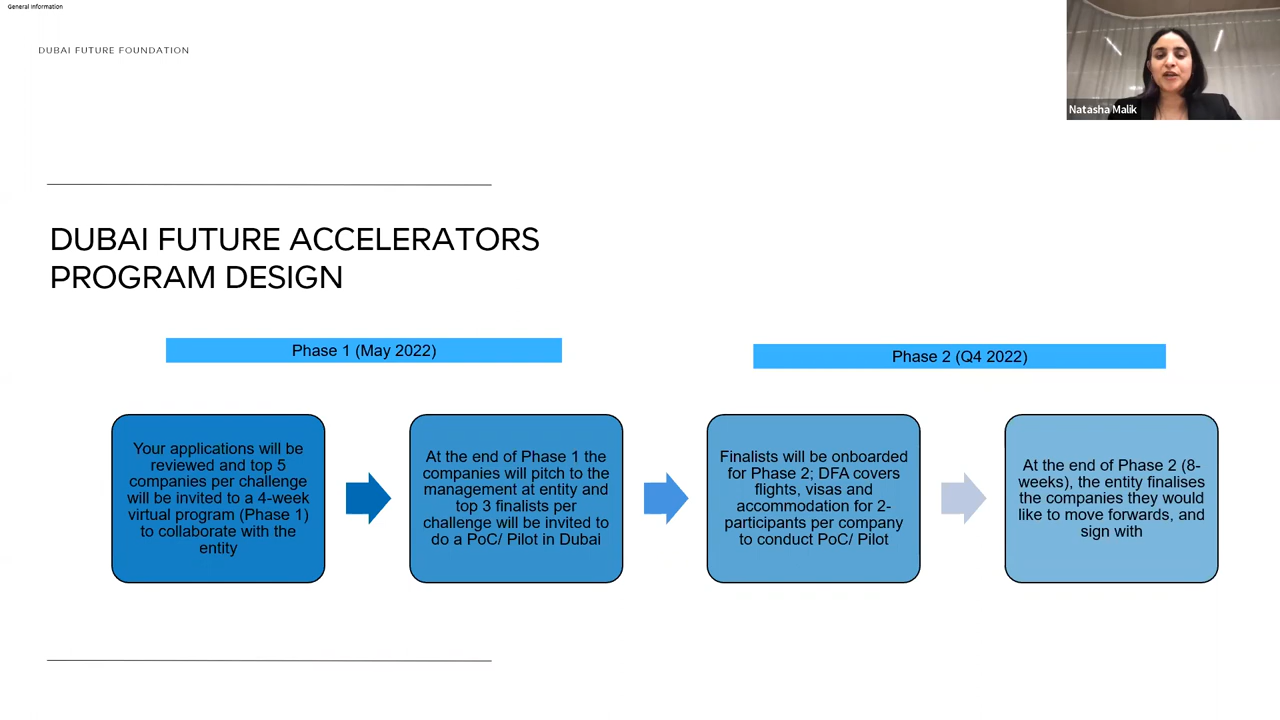 General Information
DUBAI FUTURE FOUNDATION
Natasha Malik
DUBAI FUTURE ACCELERATORS
PROGRAM DESIGN
Phase 1 (May 2022)
Phase 2 (Q4 2022)
Your applications will be
reviewed and top 5
companies per challenge
will be invited to a 4-week
virtual program (Phase 1)
to collaborate with the
entity
At the end of Phase 1 the
companies will pitch to the
management at entity and
top 3 finalists per
challenge will be invited to
do a PoC/ Pilot in Dubai
Finalists will be onboarded
for Phase 2; DFA covers
flights, visas and
accommodation for 2-
participants per company
to conduct PoC/ Pilot
At the end of Phase 2 (8-
weeks), the entity finalises
the companies they would
like to move forwards, and
sign with